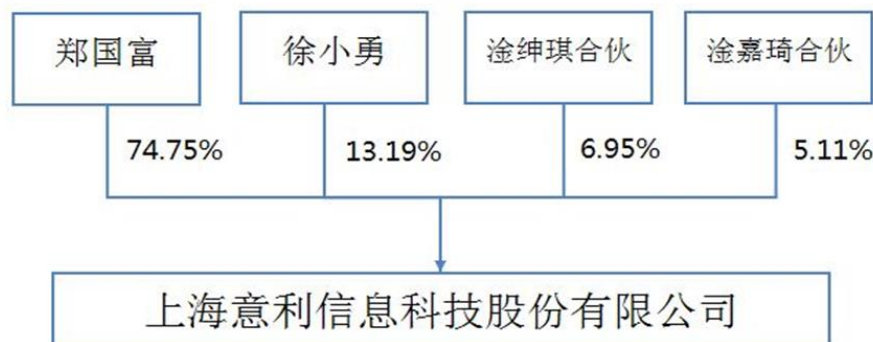 郑国富
徐小勇
淦绅琪合伙
淦嘉琦合伙
74.75%
13.19%
6.95%
5.11%
上海意利信息科技股份有限公司